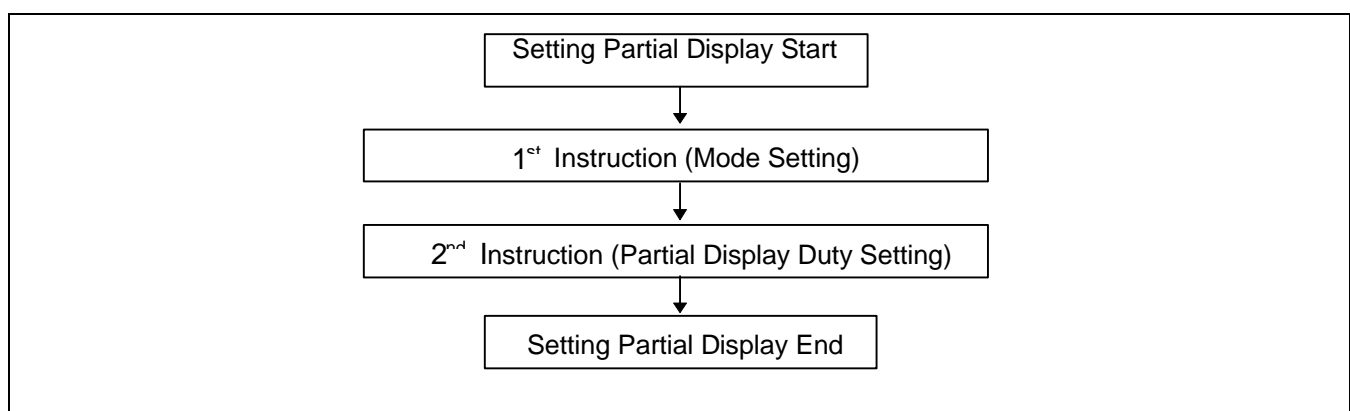 Setting Partial Display Start
1st Instruction (Mode Setting)
2nd Instruction (Partial Display Duty Setting)
Setting Partial Display End